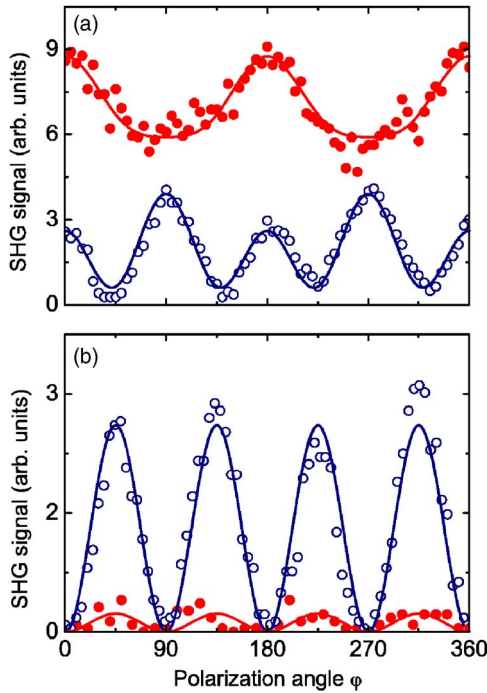 (a)
9
6
3
0
SHG signal (arb. units)
(b)
3
2
0
SHG signal (arb. units)
0 90 180 270 360
Polarization angle φ